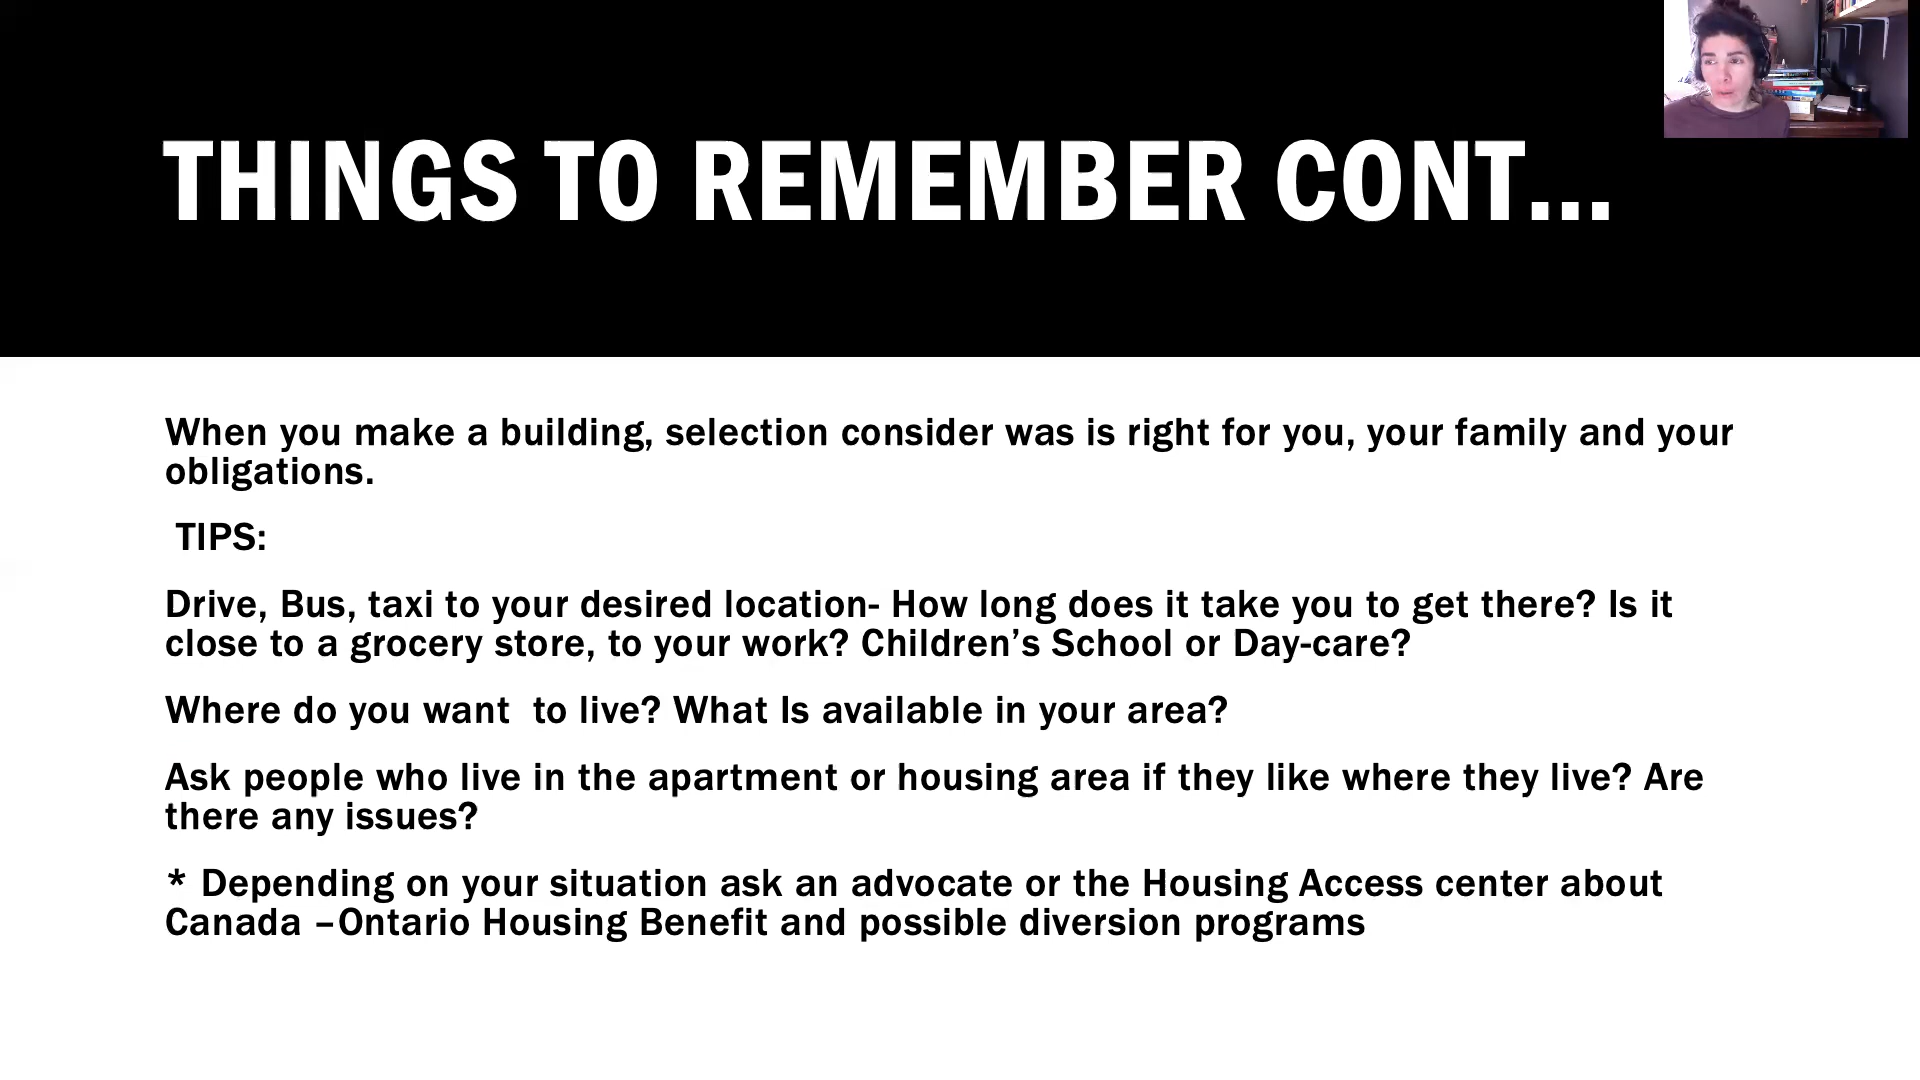 THINGS TO REMEMBER CONT...
When you make a building, selection consider was is right for you, your family and your
obligations.
TIPS:
Drive, Bus, taxi to your desired location- How long does it take you to get there? Is it
close to a grocery store, to your work? Children’s School or Day-care?
Where do you want  to live? What Is available in your area?
Ask people who live in the apartment or housing area if they like where they live? Are
there any issues?
* Depending on your situation ask an advocate or the Housing Access center about
Canada –Ontario Housing Benefit and possible diversion programs